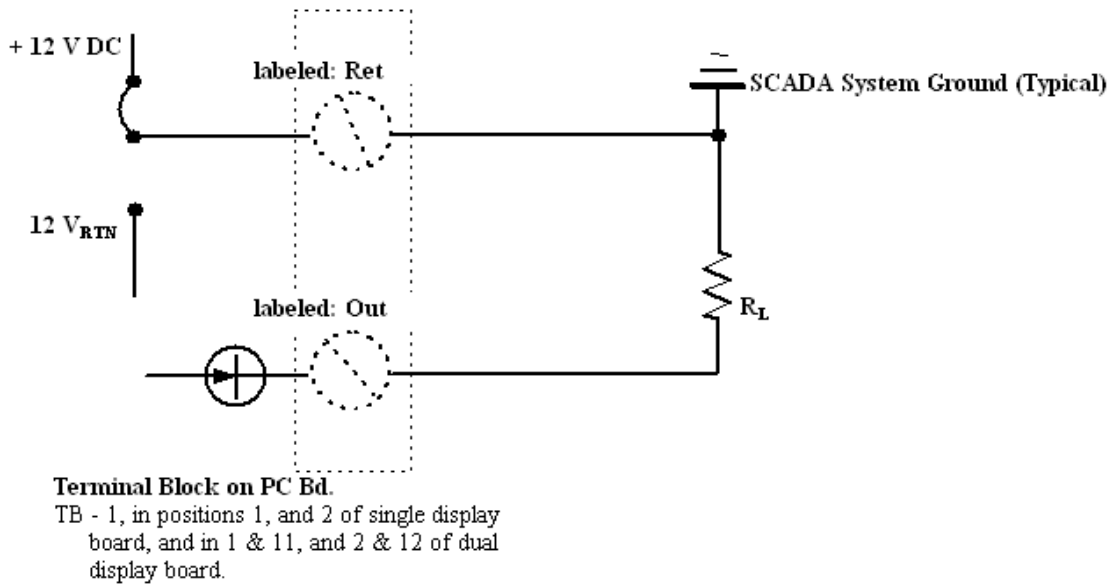 + 12 V DC
labeled: Ret
SCADA System Ground (Typical)
12 V_RTN
labeled: Out
R_L
Terminal Block on PC Bd.
TB - 1, in positions 1, and 2 of single display
board, and in 1 & 11, and 2 & 12 of dual
display board.